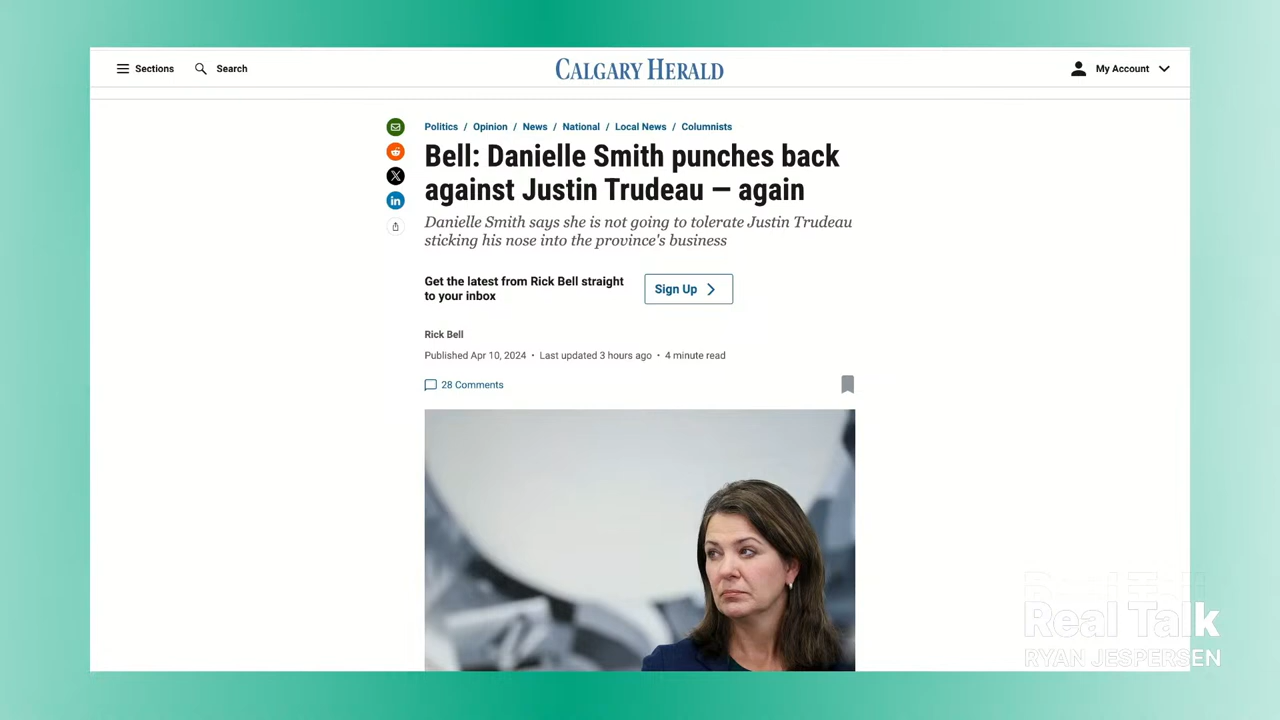 Sections
Search
CALGARY HERALD
My Account
Politics / Opinion / News / National / Local News / Columnists
Bell: Danielle Smith punches back
against Justin Trudeau — again
Danielle Smith says she is not going to tolerate Justin Trudeau
sticking his nose into the province's business
Get the latest from Rick Bell straight
to your inbox
Sign Up
Rick Bell
Published Apr 10, 2024 • Last updated 3 hours ago • 4 minute read
28 Comments
Real Talk
Real Talk
RYAN JESPERSEN